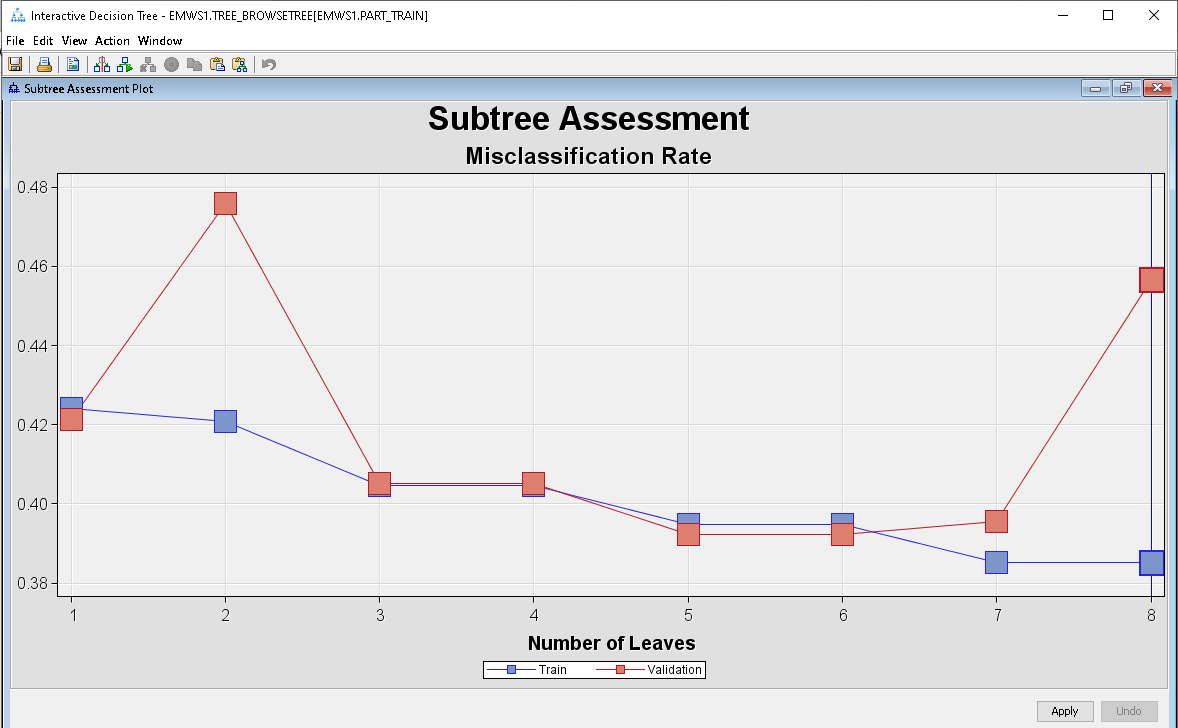 Interactive Decision Tree - EMWS1.TREE_BROWSETREE[EMWS1.PART_TRAIN]
File Edit View Action Window
Subtree Assessment Plot
Subtree Assessment
Misclassification Rate
0.48
0.46
0.44
0.42
0.40
0.38
1 2 3 4 5 6 7 8
Number of Leaves
Train Validation
Apply Undo